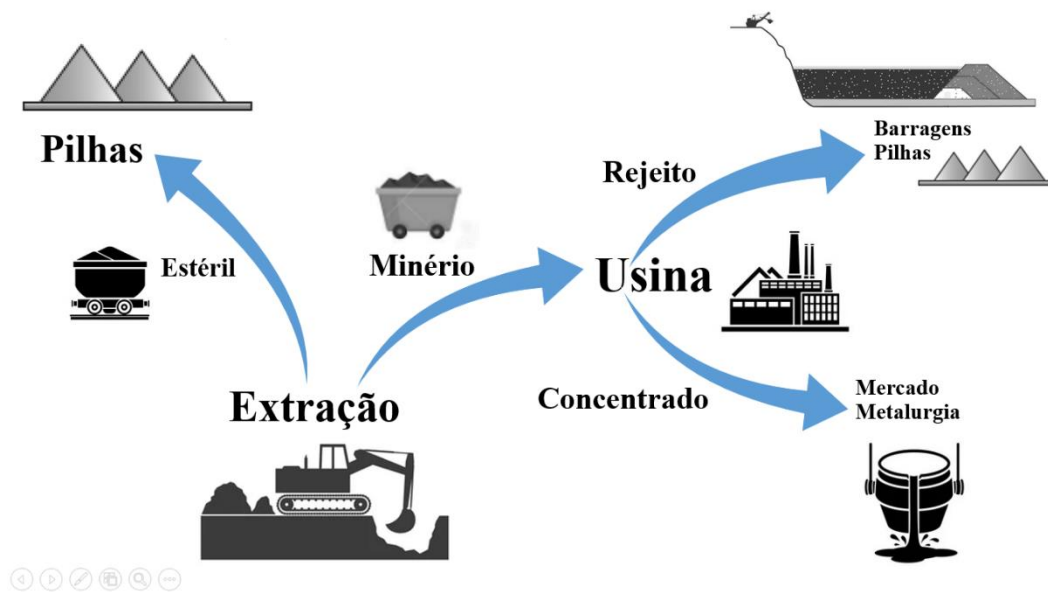 Pilhas
Estéril
Extração
Minério
Usina
Rejeito
Barragens
Pilhas
Concentrado
Mercado
Metalurgia